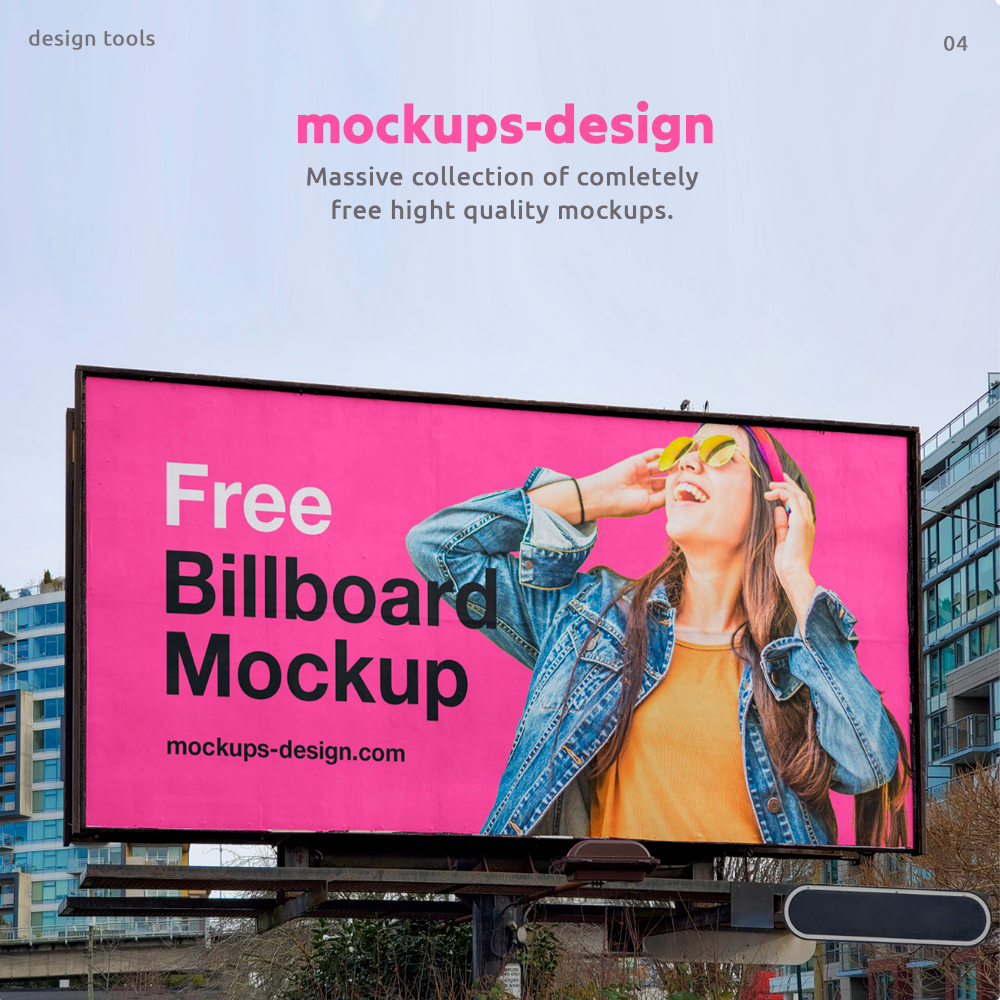 design tools
04
mockups-design
Massive collection of comletely
free hight quality mockups.
Free
Billboard
Mockup
mockups-design.com